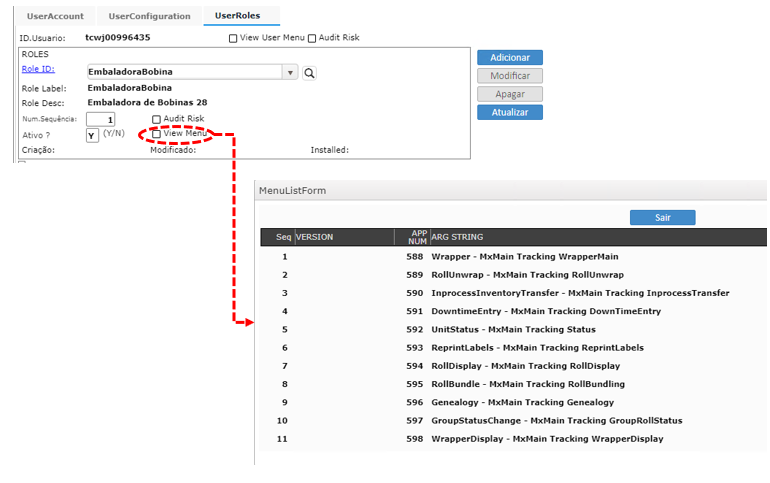 UserAccount UserConfiguration UserRoles
ID.Usuario: tcwj00996435 View User Menu Audit Risk
ROLES
Role ID: EmbaladoraBobina
Role Label: EmbaladoraBobina
Role Desc: Embaladora de Bobinas 28
Num.Sequência: 1 Audit Risk
Ativo ? Y (Y/N) View Menu
Criação: Modificado: Installed:
Adicionar
Modificar
Apagar
Atualizar
MenuListForm
Sair
Seq VERSION APP NUM ARG STRING
1 588 Wrapper - MxMain Tracking WrapperMain
2 589 RollUnwrap - MxMain Tracking RollUnwrap
3 590 InprocessInventoryTransfer - MxMain Tracking InprocessTransfer
4 591 DowntimeEntry - MxMain Tracking DownTimeEntry
5 592 UnitStatus - MxMain Tracking Status
6 593 ReprintLabels - MxMain Tracking ReprintLabels
7 594 RollDisplay - MxMain Tracking RollDisplay
8 595 RollBundle - MxMain Tracking RollBundling
9 596 Genealogy - MxMain Tracking Genealogy
10 597 GroupStatusChange - MxMain Tracking GroupRollStatus
11 598 WrapperDisplay - MxMain Tracking WrapperDisplay